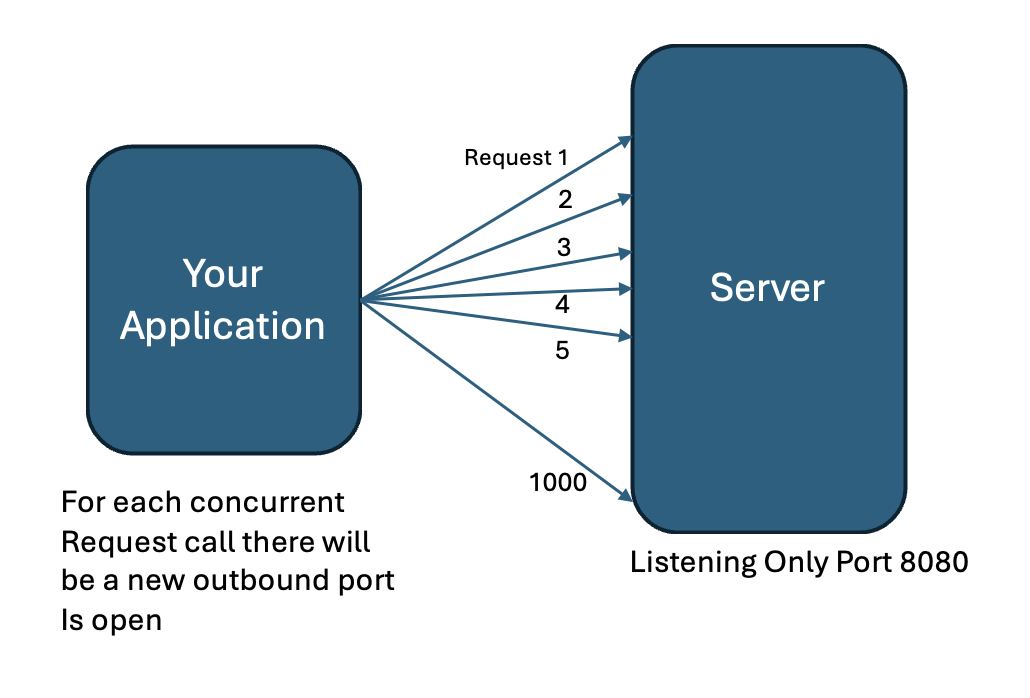 Request 1
2
3
4
5
1000
Your
Application
Server
For each concurrent
Request call there will
be a new outbound port
Is open
Listening Only Port 8080